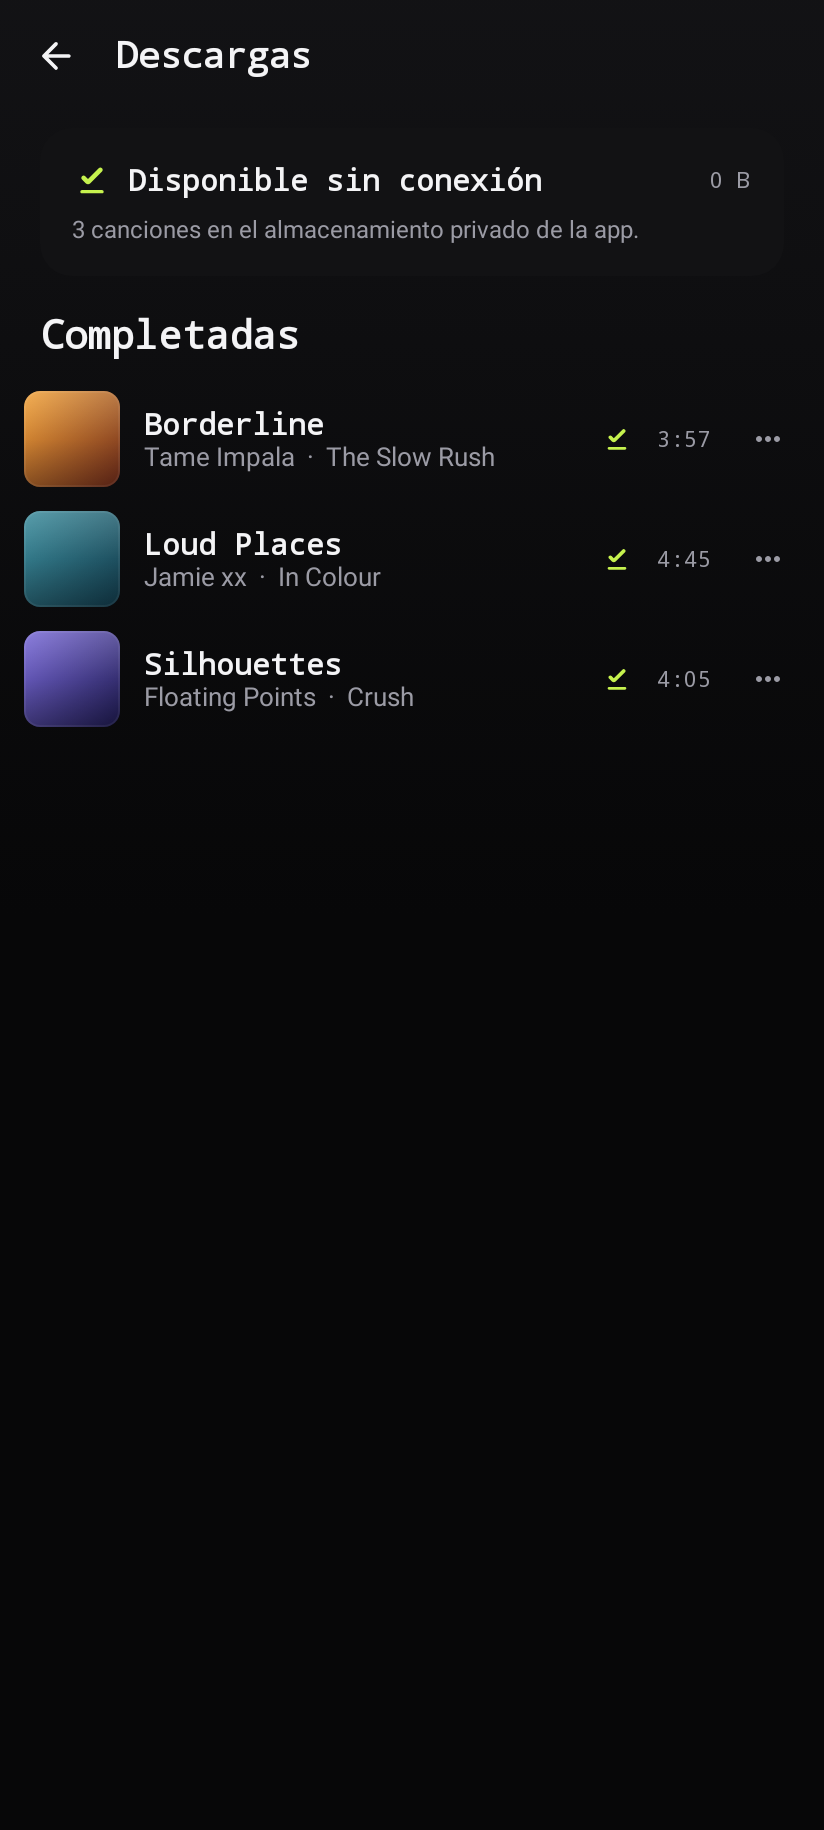 Descargas
Disponible sin conexión 0 B
3 canciones en el almacenamiento privado de la app.
Completadas
Borderline
Tame Impala · The Slow Rush
3:57
Loud Places
Jamie xx · In Colour
4:45
Silhouettes
Floating Points · Crush
4:05